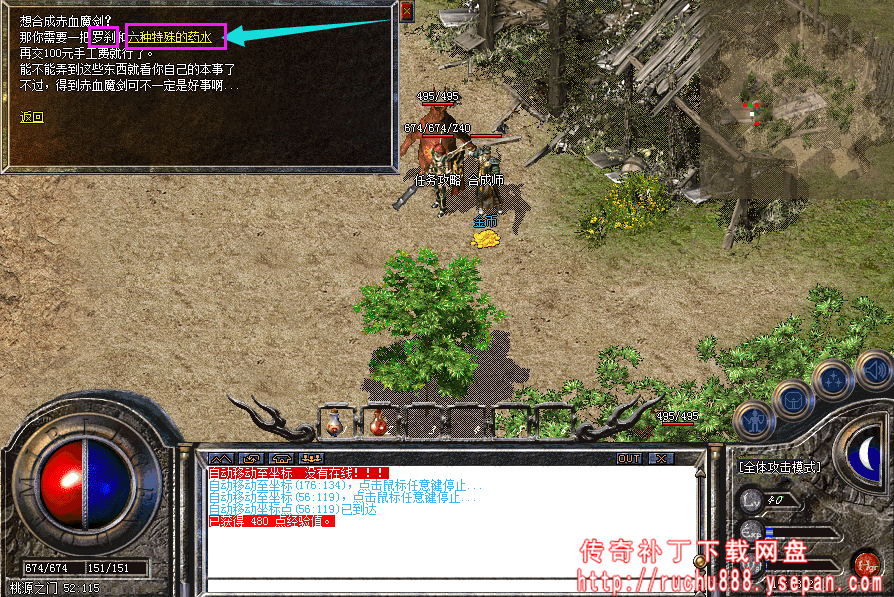 想合成赤血魔剑?
那你需要一把罗刹和六种特殊的药水，
再交100元手工费就行了。
能不能弄到这些东西就看你自己的本事了
不过，得到赤血魔剑可不一定是好事啊...
返回
495/495
674/674/Z40
任务攻略 合成师
金币
495/495
OUT
[全体攻击模式]
自动移动至坐标 没有在线!!!
自动移动至坐标(176:134)，点击鼠标任意键停止...
自动移动至坐标(56:119)，点击鼠标任意键停止...
自动移动坐标点(56:119)已到达
已获得 480 点经验值。
40
674/674
151/151
桃源之门 52:115
传奇补丁下载网盘
http://ruchu888.ysepan.com